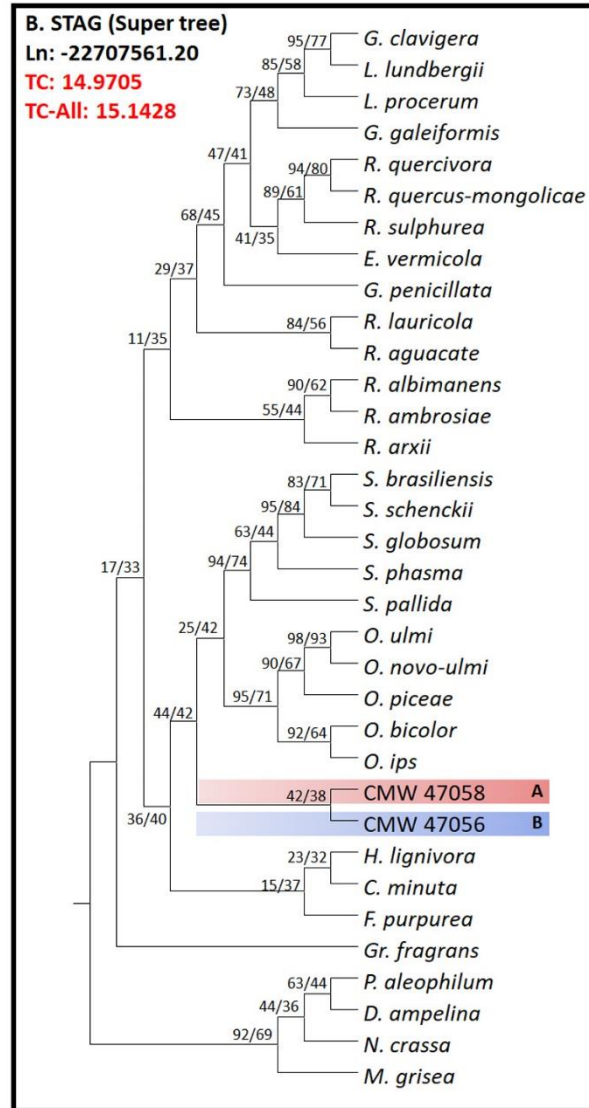 B. STAG (Super tree)
Ln: -22707561.20
TC: 14.9705
TC-All: 15.1428
95/77
G. clavigera
85/58
L. lundbergii
73/48
L. procerum
G. galeiformis
47/41
94/80
R. quercivora
89/61
R. quercus-mongolicae
68/45
R. sulphurea
41/35
E. vermicola
29/37
G. penicillata
84/56
R. lauricola
11/35
R. aguacate
90/62
R. albimanens
55/44
R. ambrosiae
R. arxii
83/71
S. brasiliensis
95/84
S. schenckii
63/44
S. globosum
94/74
S. phasma
17/33
S. pallida
25/42
98/93
O. ulmi
90/67
O. novo-ulmi
95/71
O. piceae
44/42
92/64
O. bicolor
O. ips
42/38
CMW 47058 A
CMW 47056 B
36/40
23/32
H. lignivora
15/37
C. minuta
F. purpurea
Gr. fragrans
63/44
P. aleophilum
44/36
D. ampelina
92/69
N. crassa
M. grisea